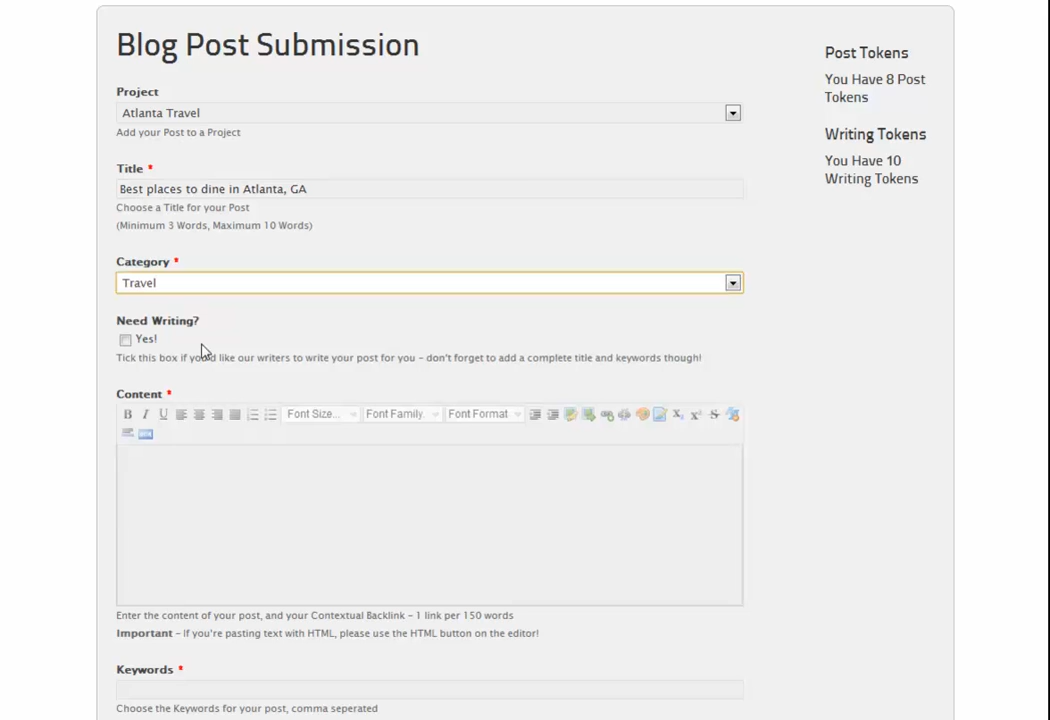 Blog Post Submission
Post Tokens
You Have 8 Post
Tokens
Writing Tokens
You Have 10
Writing Tokens
Project
Atlanta Travel
Add your Post to a Project
Title *
Best places to dine in Atlanta, GA
Choose a Title for your Post
(Minimum 3 Words, Maximum 10 Words)
Category *
Travel
Need Writing?
Yes!
Tick this box if you'd like our writers to write your post for you - don't forget to add a complete title and keywords though!
Content *
B I U Font Size... Font Family. Font Format
Enter the content of your post, and your Contextual Backlink - 1 link per 150 words
Important - If you're pasting text with HTML, please use the HTML button on the editor!
Keywords *
Choose the Keywords for your post, comma seperated